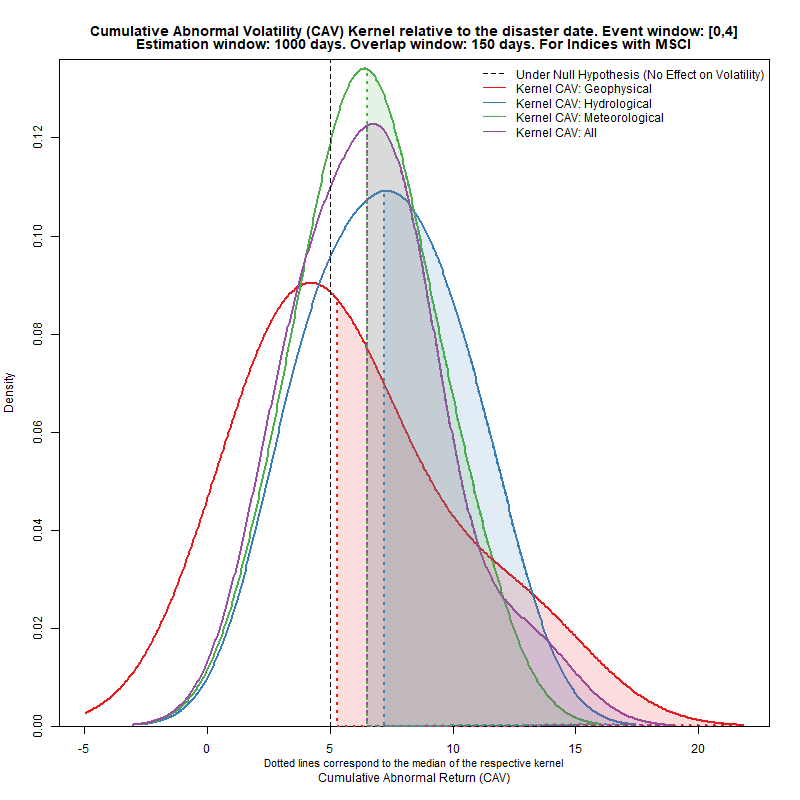 Cumulative Abnormal Volatility (CAV) Kernel relative to the disaster date. Event window: [0,4]
Estimation window: 1000 days. Overlap window: 150 days. For Indices with MSCI
Under Null Hypothesis (No Effect on Volatility)
Kernel CAV: Geophysical
Kernel CAV: Hydrological
Kernel CAV: Meteorological
Kernel CAV: All
Density
0.12
0.10
0.08
0.06
0.04
0.02
0.00
-5 0 5 10 15 20
Dotted lines correspond to the median of the respective kernel
Cumulative Abnormal Return (CAV)